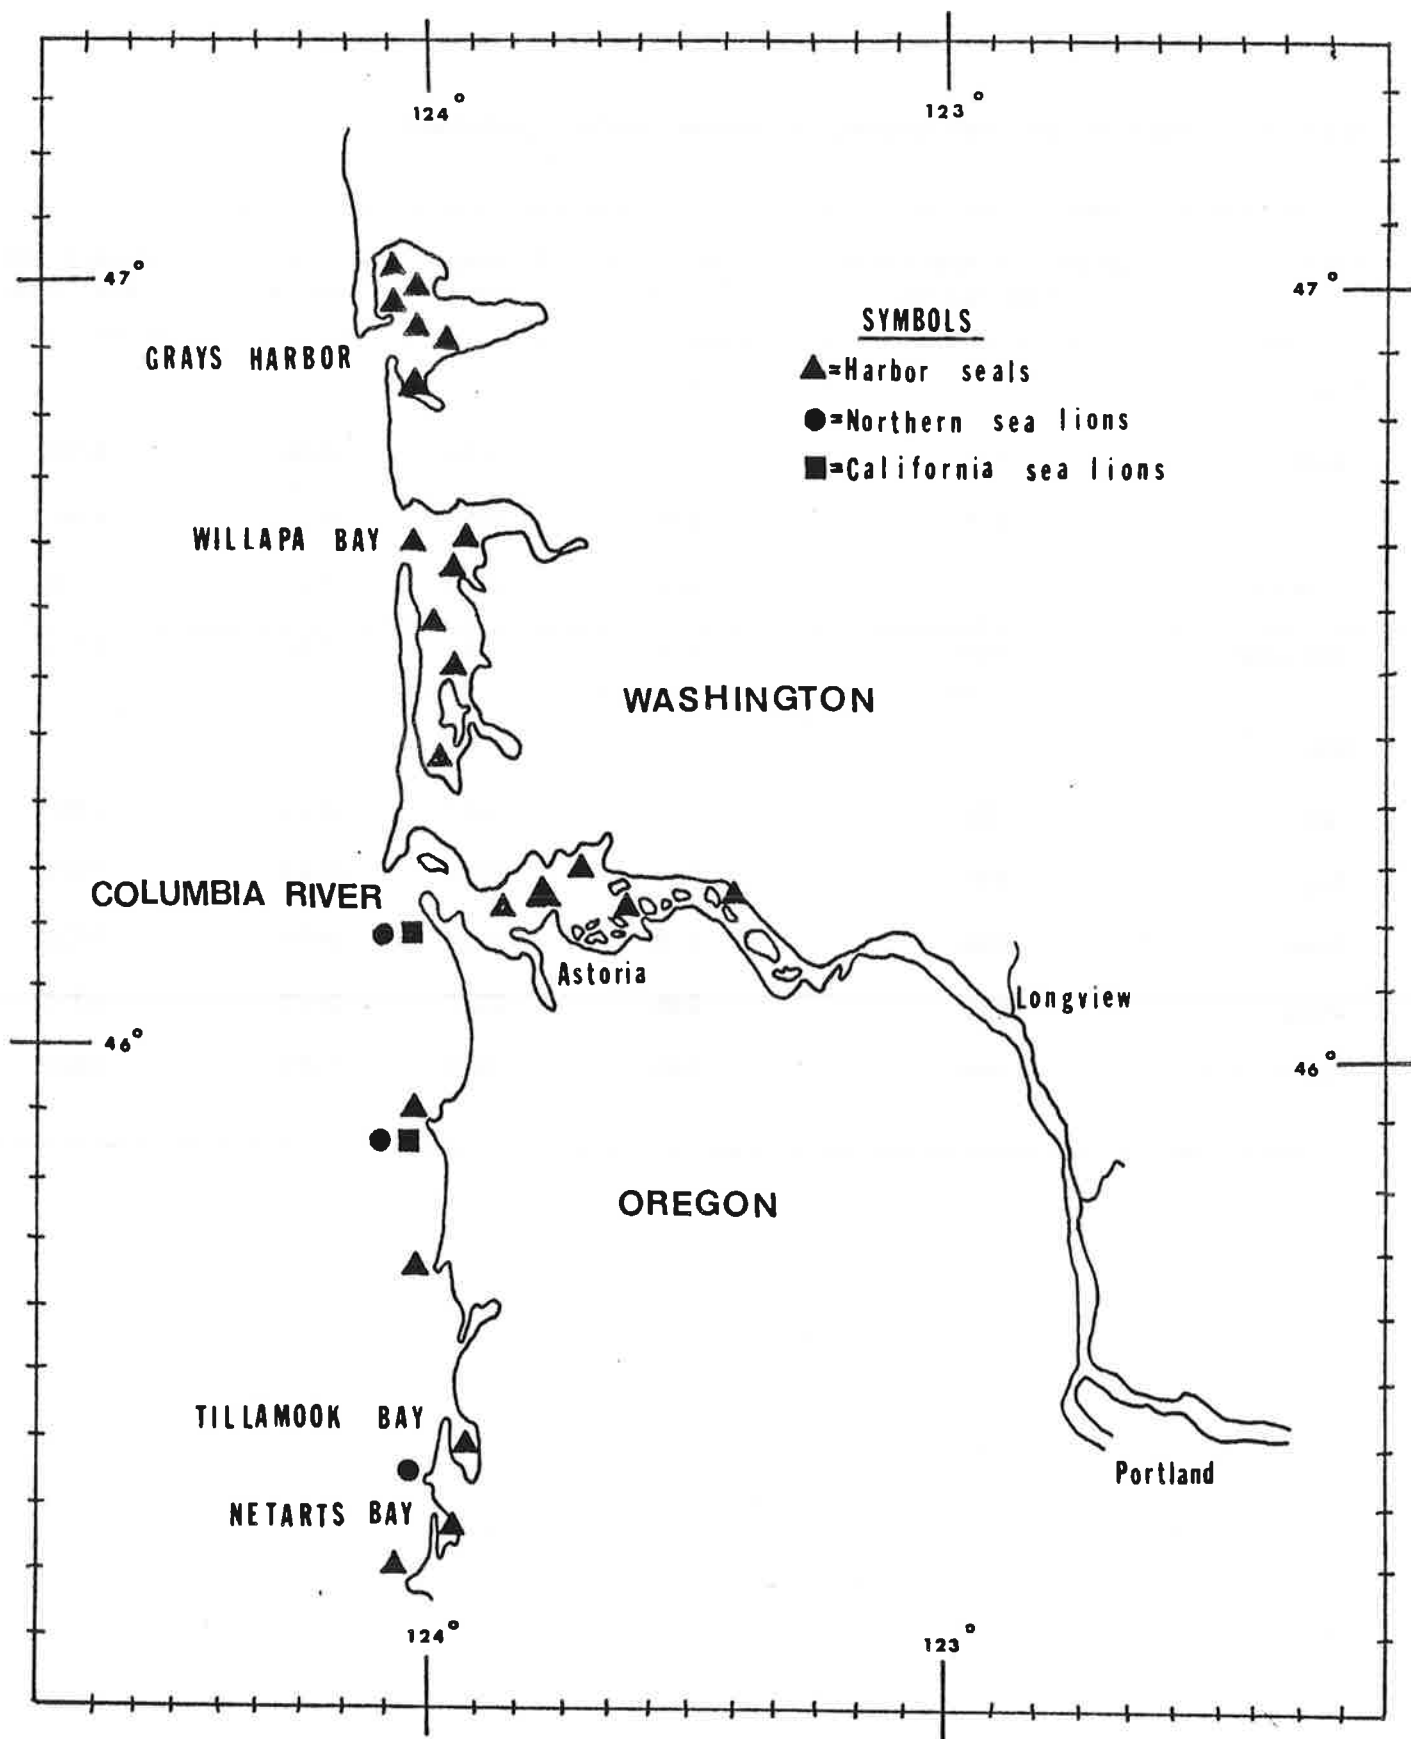 124°
123°
47°
47°
SYMBOLS
▲=Harbor seals
●=Northern sea lions
■=California sea lions
GRAYS HARBOR
WILLAPA BAY
WASHINGTON
COLUMBIA RIVER
Astoria
Longview
46°
46°
OREGON
TILLAMOOK BAY
Portland
NETARTS BAY
124°
123°